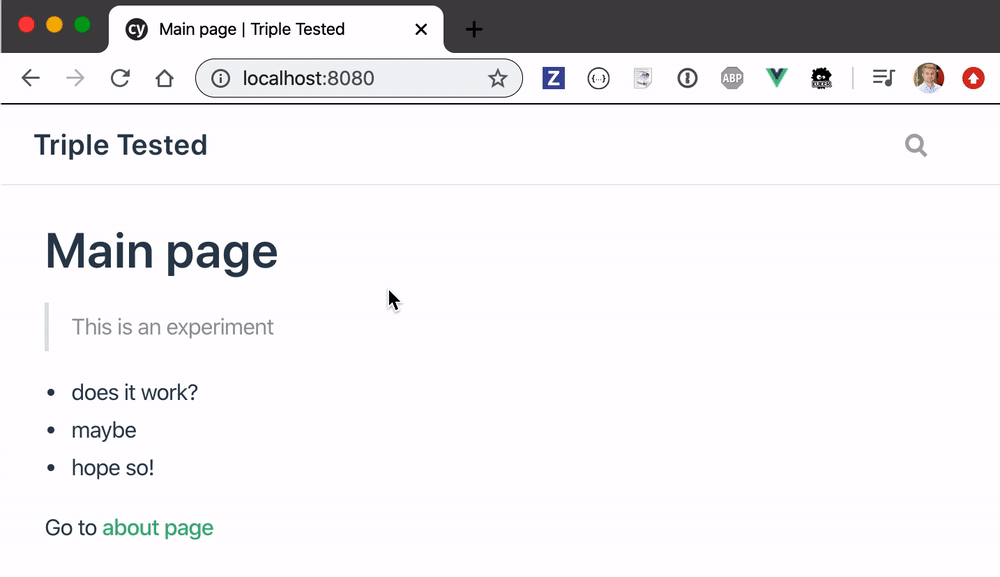 cy Main page | Triple Tested
localhost:8080
Z
ABP
Triple Tested
Main page
This is an experiment
does it work?
maybe
hope so!
Go to about page